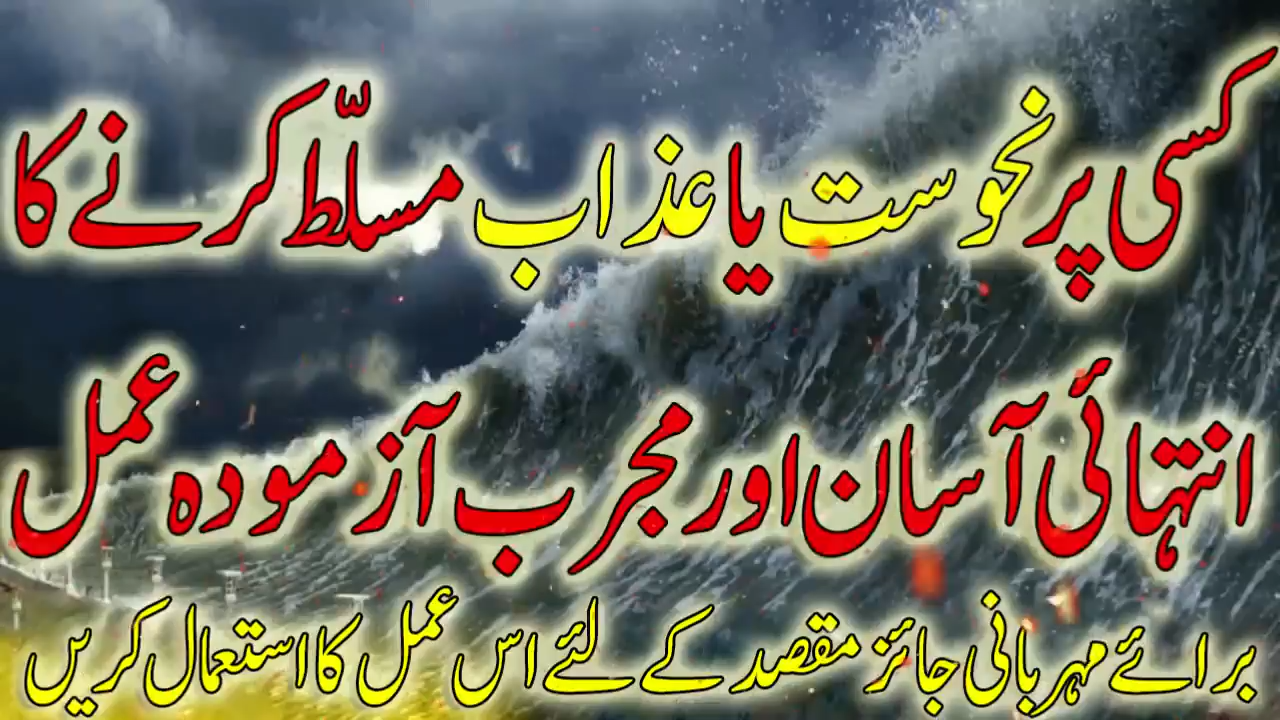 کسی پر نحوست یا عذاب مسلّط کرنے کا
انتہائی آسان اور مجرب آزمودہ عمل
برائے مہربانی جائز مقصد کے لئے اس عمل کا استعمال کریں